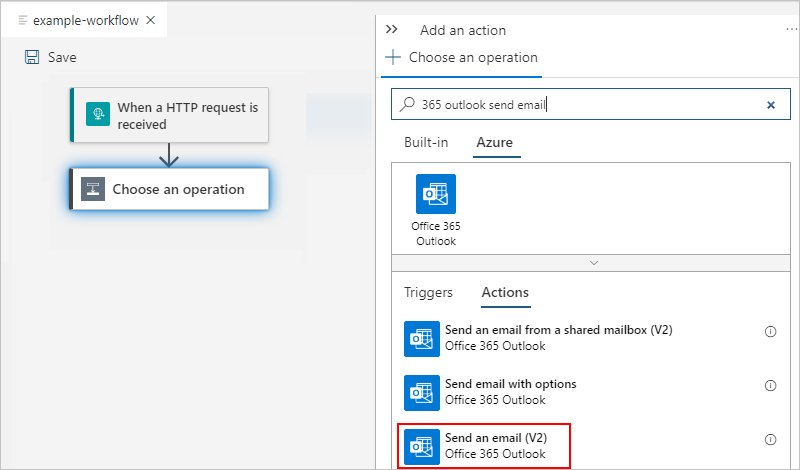 example-workflow
Save
When a HTTP request is
received
Choose an operation
Add an action
Choose an operation
365 outlook send email
Built-in
Azure
Office 365
Outlook
Triggers
Actions
Send an email from a shared mailbox (V2)
Office 365 Outlook
Send email with options
Office 365 Outlook
Send an email (V2)
Office 365 Outlook